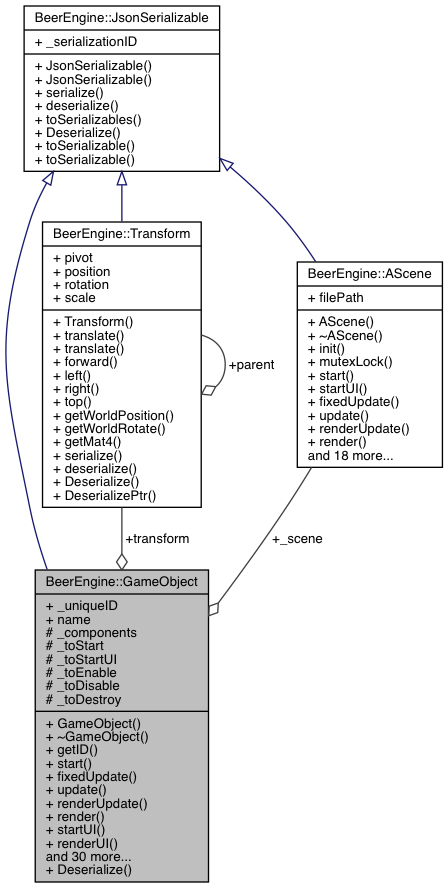 BeerEngine::JsonSerializable
+ _serializationID
+ JsonSerializable()
+ JsonSerializable()
+ serialize()
+ deserialize()
+ toSerializables()
+ Deserialize()
+ toSerializable()
+ toSerializable()
BeerEngine::Transform
+ pivot
+ position
+ rotation
+ scale
+ Transform()
+ translate()
+ translate()
+ forward()
+ left()
+ right()
+ top()
+ getWorldPosition()
+ getWorldRotate()
+ getMat4()
+ serialize()
+ deserialize()
+ Deserialize()
+ DeserializePtr()
+parent
BeerEngine::AScene
+ filePath
+ AScene()
+ ~AScene()
+ init()
+ mutexLock()
+ start()
+ startUI()
+ fixedUpdate()
+ update()
+ renderUpdate()
+ render()
and 18 more...
+transform
+_scene
BeerEngine::GameObject
+ _uniqueID
+ name
# _components
# _toStart
# _toStartUI
# _toEnable
# _toDisable
# _toDestroy
+ GameObject()
+ ~GameObject()
+ getID()
+ start()
+ fixedUpdate()
+ update()
+ renderUpdate()
+ render()
+ startUI()
+ renderUI()
and 30 more...
+ Deserialize()